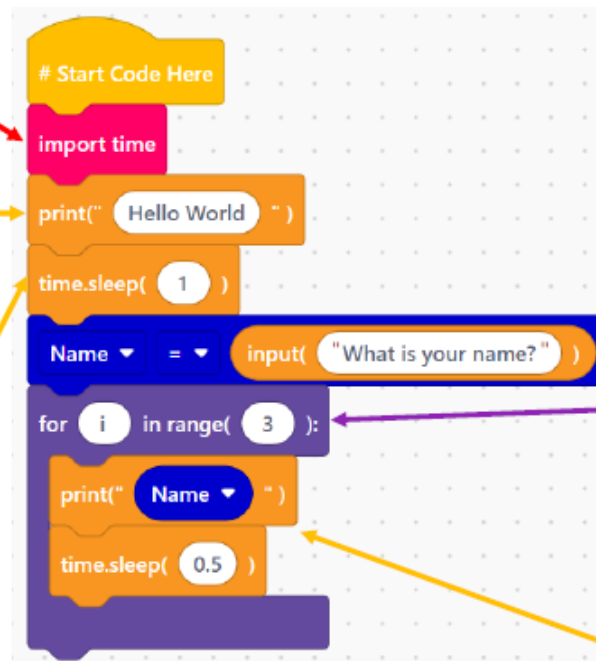 # Start Code Here
import time
print(" Hello World ")
time.sleep( 1 )
Name = input( "What is your name?" )
for i in range( 3 ):
print(" Name ")
time.sleep( 0.5 )